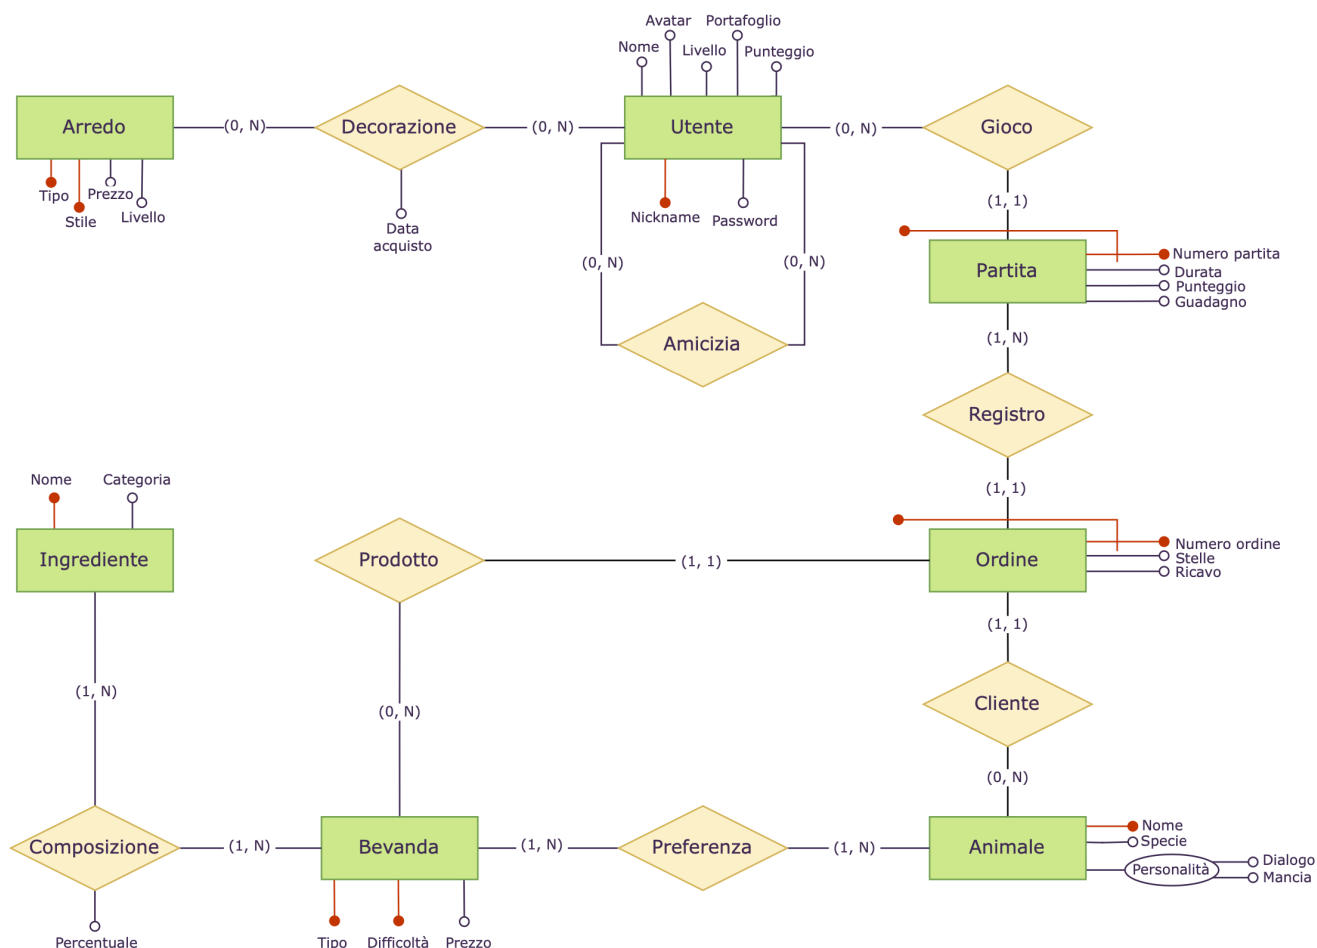 Avatar
Portafoglio
Nome
Livello
Punteggio
Arredo
(0, N)
Decorazione
(0, N)
Utente
(0, N)
Gioco
Tipo
Prezzo
Stile
Livello
Data
acquisto
Nickname
Password
(1, 1)
(0, N)
(0, N)
Partita
Numero partita
Durata
Punteggio
Guadagno
Amicizia
(1, N)
Registro
Nome
Categoria
(1, 1)
Ingrediente
Prodotto
(1, 1)
Ordine
Numero ordine
Stelle
Ricavo
(1, 1)
(1, N)
(0, N)
Cliente
(0, N)
Composizione
(1, N)
Bevanda
(1, N)
Preferenza
(1, N)
Animale
Nome
Specie
Personalità
Dialogo
Mancia
Percentuale
Tipo
Difficoltà
Prezzo